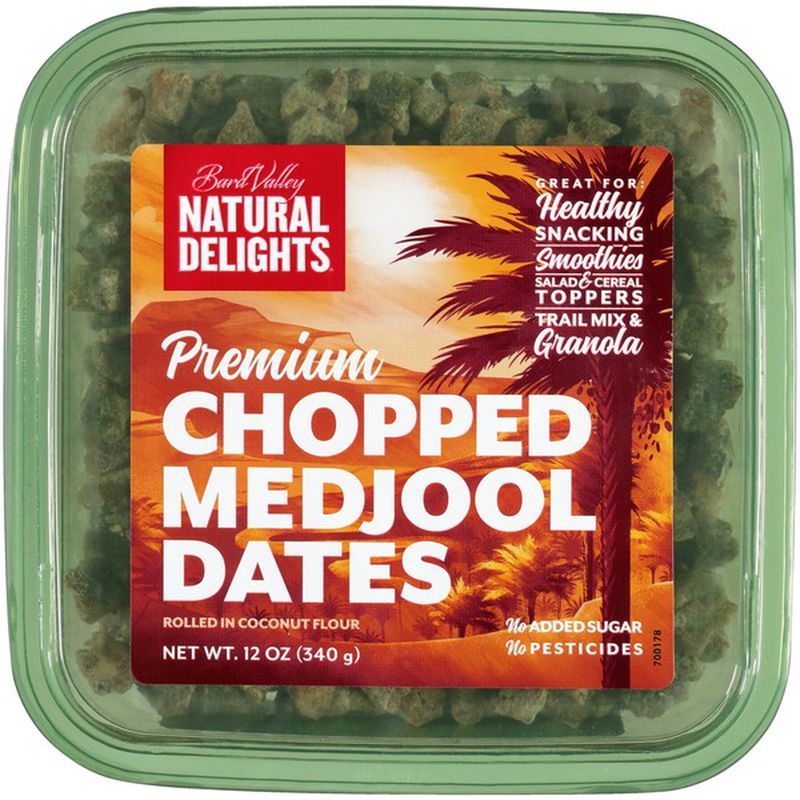 Bard Valley
NATURAL
DELIGHTS
GREAT FOR:
Healthy
SNACKING
Smoothies
SALAD & CEREAL
TOPPERS
TRAIL MIX &
Granola
Premium
CHOPPED
MEDJOOL
DATES
ROLLED IN COCONUT FLOUR
NET WT. 12 OZ (340 g)
No ADDED SUGAR
No PESTICIDES
700178